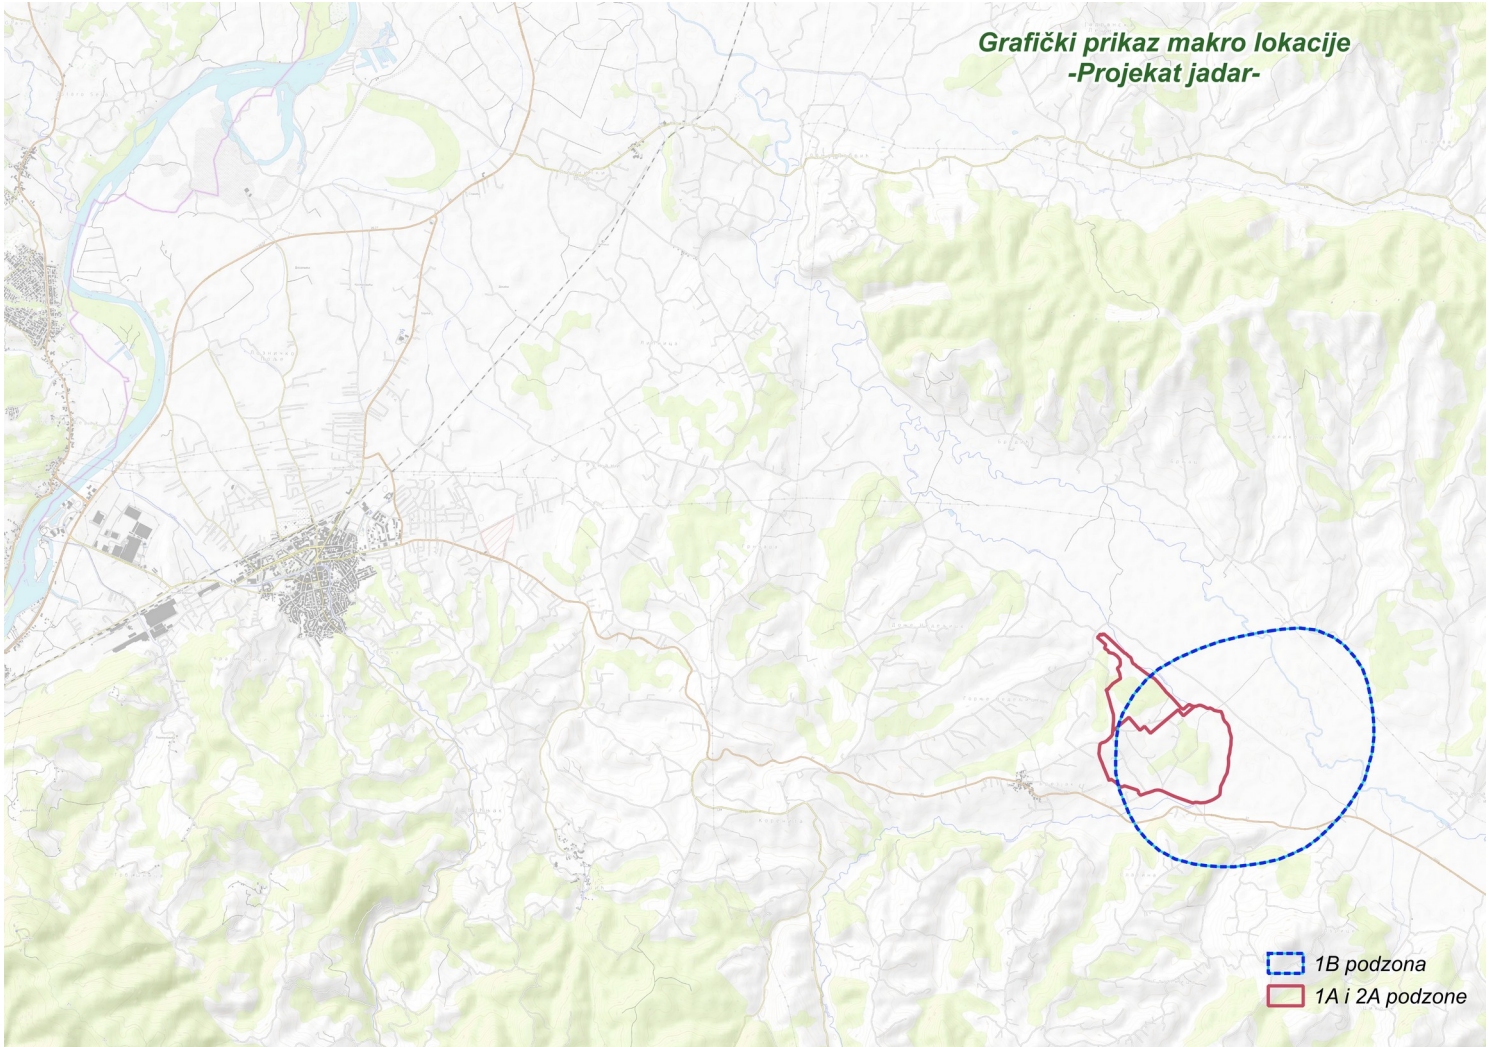 Grafički prikaz makro lokacije
-Projekat jadar-
1B podzona
1A i 2A podzone